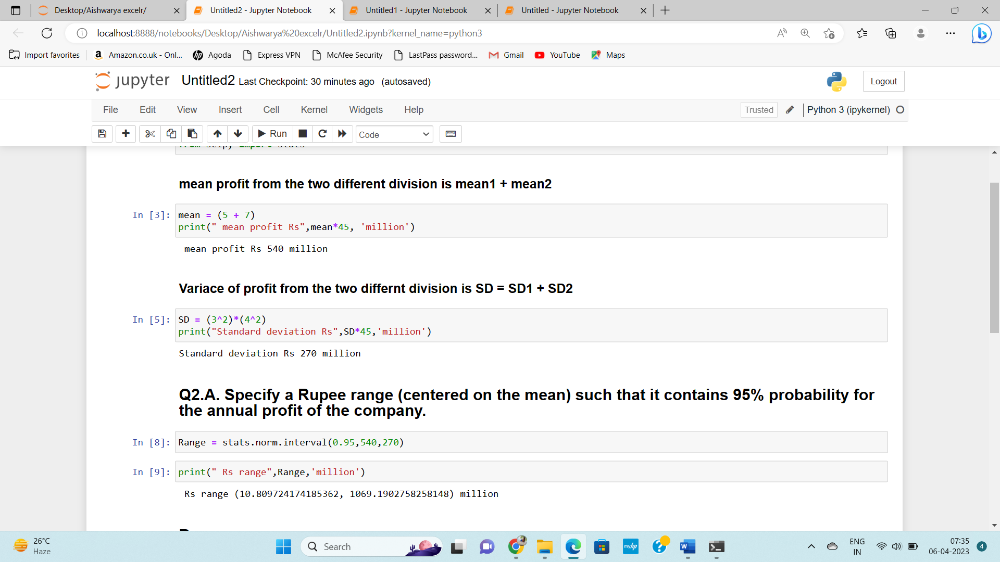 Desktop/Aishwarya excelr/
Untitled2 - Jupyter Notebook
Untitled1 - Jupyter Notebook
Untitled - Jupyter Notebook
localhost:8888/notebooks/Desktop/Aishwarya%20excelr/Untitled2.ipynb?kernel_name=python3
Import favorites
Amazon.co.uk - Onl...
Agoda
Express VPN
McAfee Security
LastPass password...
Gmail
YouTube
Maps
jupyter Untitled2 Last Checkpoint: 30 minutes ago (autosaved)
Logout
File Edit View Insert Cell Kernel Widgets Help
Trusted
Python 3 (ipykernel)
Run
Code
from scipy import stats
mean profit from the two different division is mean1 + mean2
In [3]: mean = (5 + 7)
print(" mean profit Rs",mean*45, 'million')
mean profit Rs 540 million
Variace of profit from the two differnt division is SD = SD1 + SD2
In [5]: SD = (3^2)*(4^2)
print("Standard deviation Rs",SD*45,'million')
Standard deviation Rs 270 million
Q2.A. Specify a Rupee range (centered on the mean) such that it contains 95% probability for
the annual profit of the company.
In [8]: Range = stats.norm.interval(0.95,540,270)
In [9]: print(" Rs range",Range,'million')
Rs range (10.809724174185362, 1069.1902758258148) million
26°C
Haze
Search
myhp
ENG
IN
07:35
06-04-2023
4